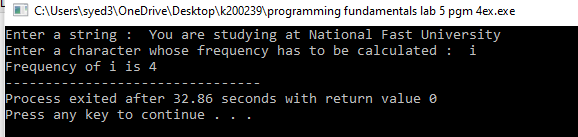 C:\Users\syed3\OneDrive\Desktop\k200239\programming fundamentals lab 5 pgm 4ex.exe
Enter a string :  You are studying at National Fast University
Enter a character whose frequency has to be calculated :  i
Frequency of i is 4
--------------------------------
Process exited after 32.86 seconds with return value 0
Press any key to continue . . .